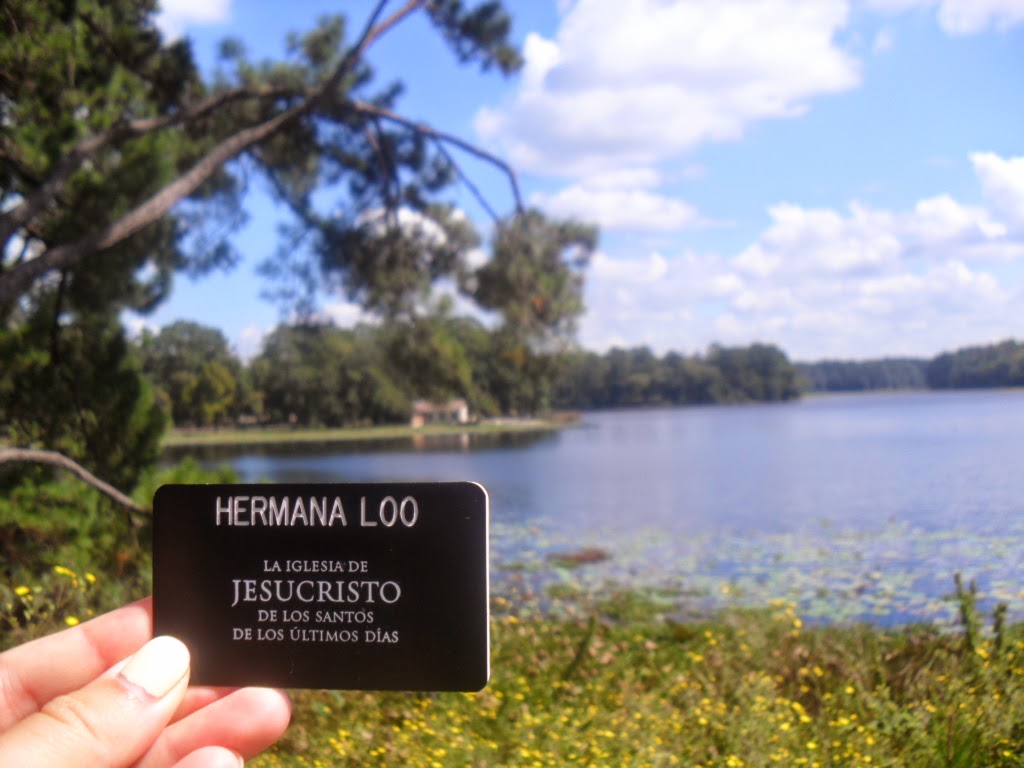 HERMANA LOO
LA IGLESIA DE
JESUCRISTO
DE LOS SANTOS
DE LOS ÚLTIMOS DÍAS